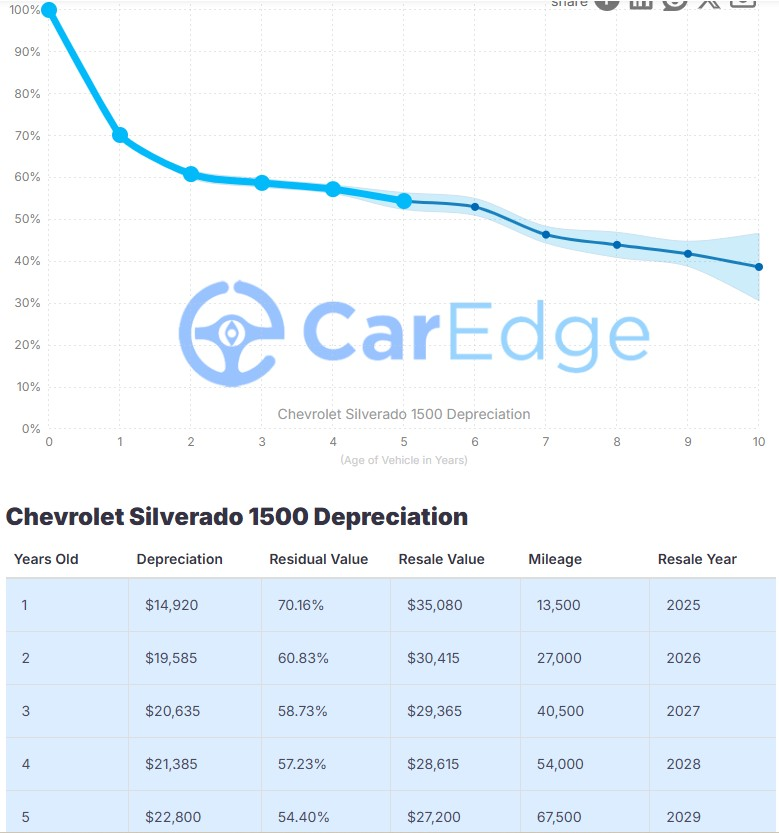 share
100%
90%
80%
70%
60%
50%
40%
30%
20%
10%
0%
CarEdge
Chevrolet Silverado 1500 Depreciation
0 1 2 3 4 5 6 7 8 9 10
(Age of Vehicle in Years)
Chevrolet Silverado 1500 Depreciation
Years Old Depreciation Residual Value Resale Value Mileage Resale Year
1 $14,920 70.16% $35,080 13,500 2025
2 $19,585 60.83% $30,415 27,000 2026
3 $20,635 58.73% $29,365 40,500 2027
4 $21,385 57.23% $28,615 54,000 2028
5 $22,800 54.40% $27,200 67,500 2029